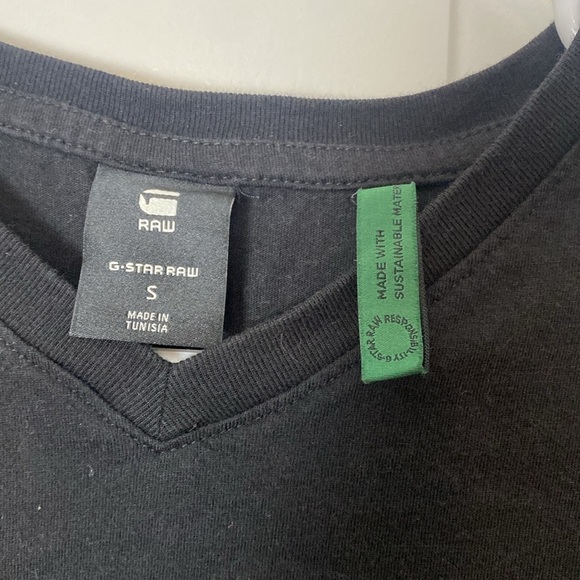 RAW
G-STAR RAW
S
MADE IN
TUNISIA
MADE WITH
SUSTAINABLE MATE
G-STAR RAW RESPONSIBILITY